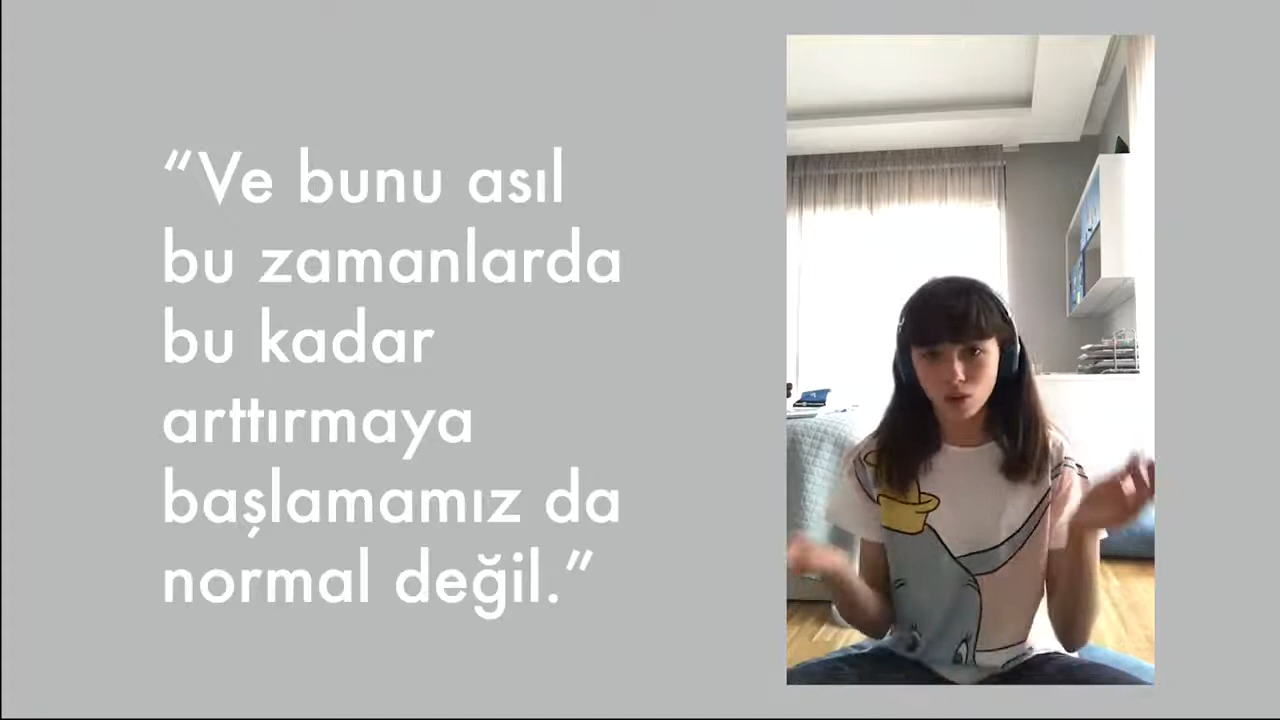 “Ve bunu asıl
bu zamanlarda
bu kadar
arttırmaya
başlamamız da
normal değil.”